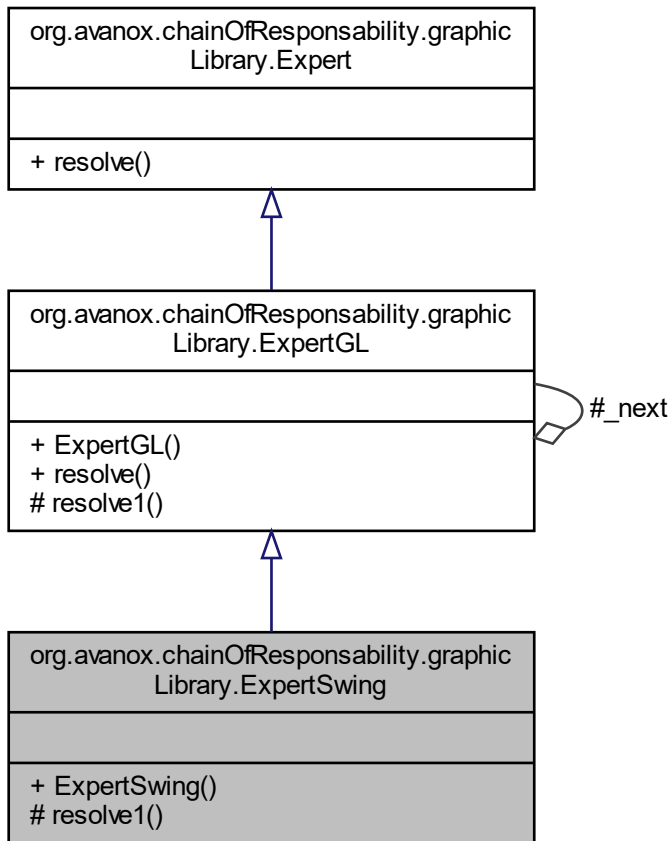 org.avanox.chainOfResponsability.graphic
Library.Expert
+ resolve()
org.avanox.chainOfResponsability.graphic
Library.ExpertGL
+ ExpertGL()
+ resolve()
# resolve1()
#_next
org.avanox.chainOfResponsability.graphic
Library.ExpertSwing
+ ExpertSwing()
# resolve1()